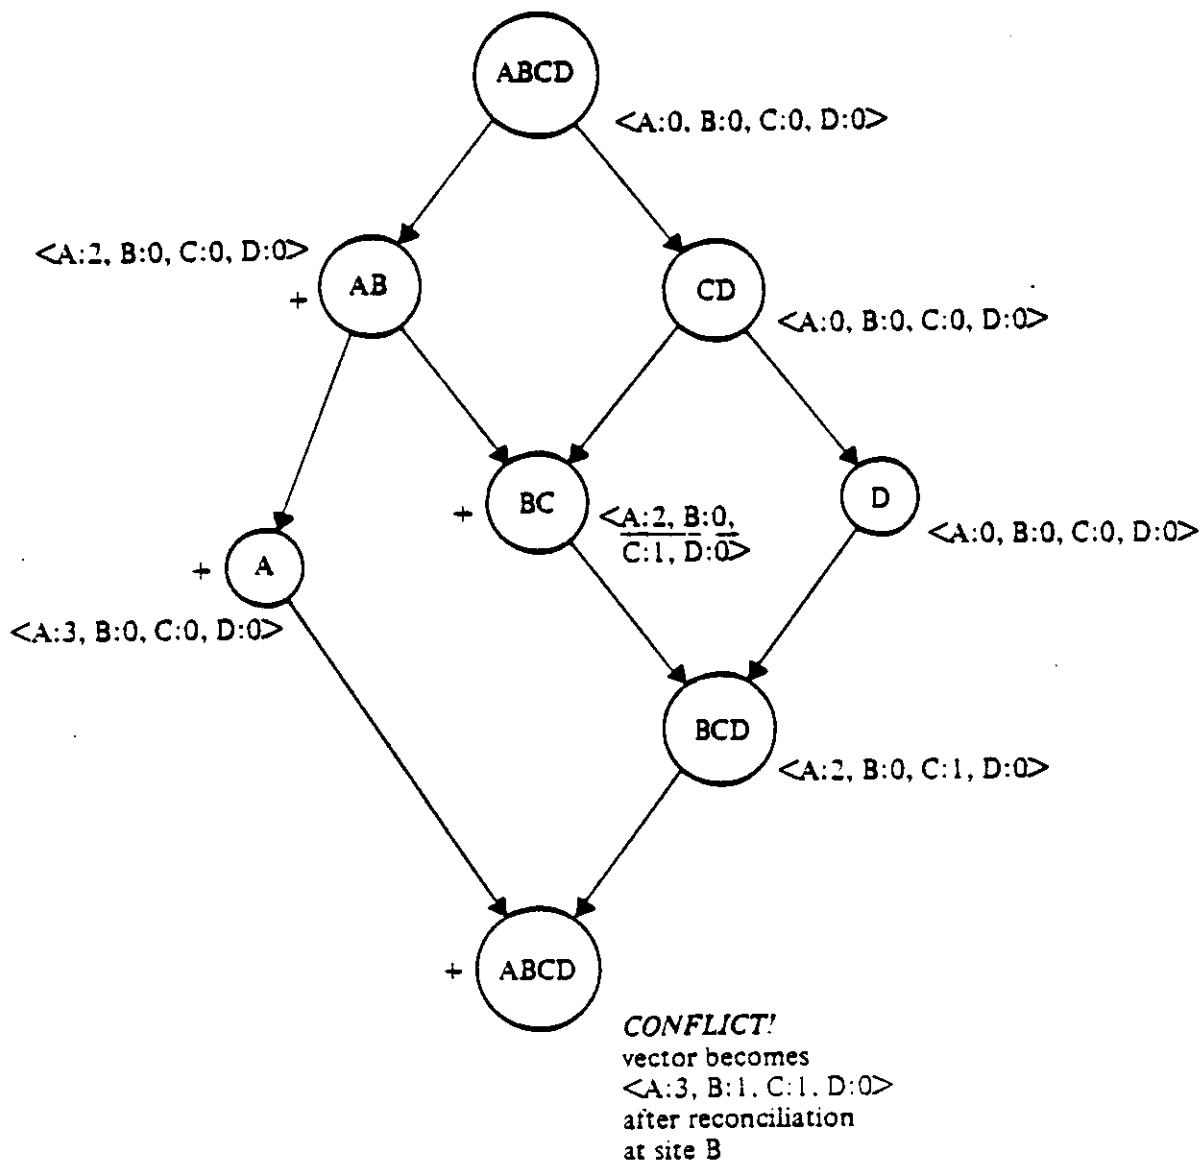 ABCD
<A:0, B:0, C:0, D:0>
<A:2, B:0, C:0, D:0>
+
AB
CD
<A:0, B:0, C:0, D:0>
+
BC
<A:2, B:0,
C:1, D:0>
D
<A:0, B:0, C:0, D:0>
+
A
<A:3, B:0, C:0, D:0>
BCD
<A:2, B:0, C:1, D:0>
+
ABCD
CONFLICT!
vector becomes
<A:3, B:1, C:1, D:0>
after reconciliation
at site B